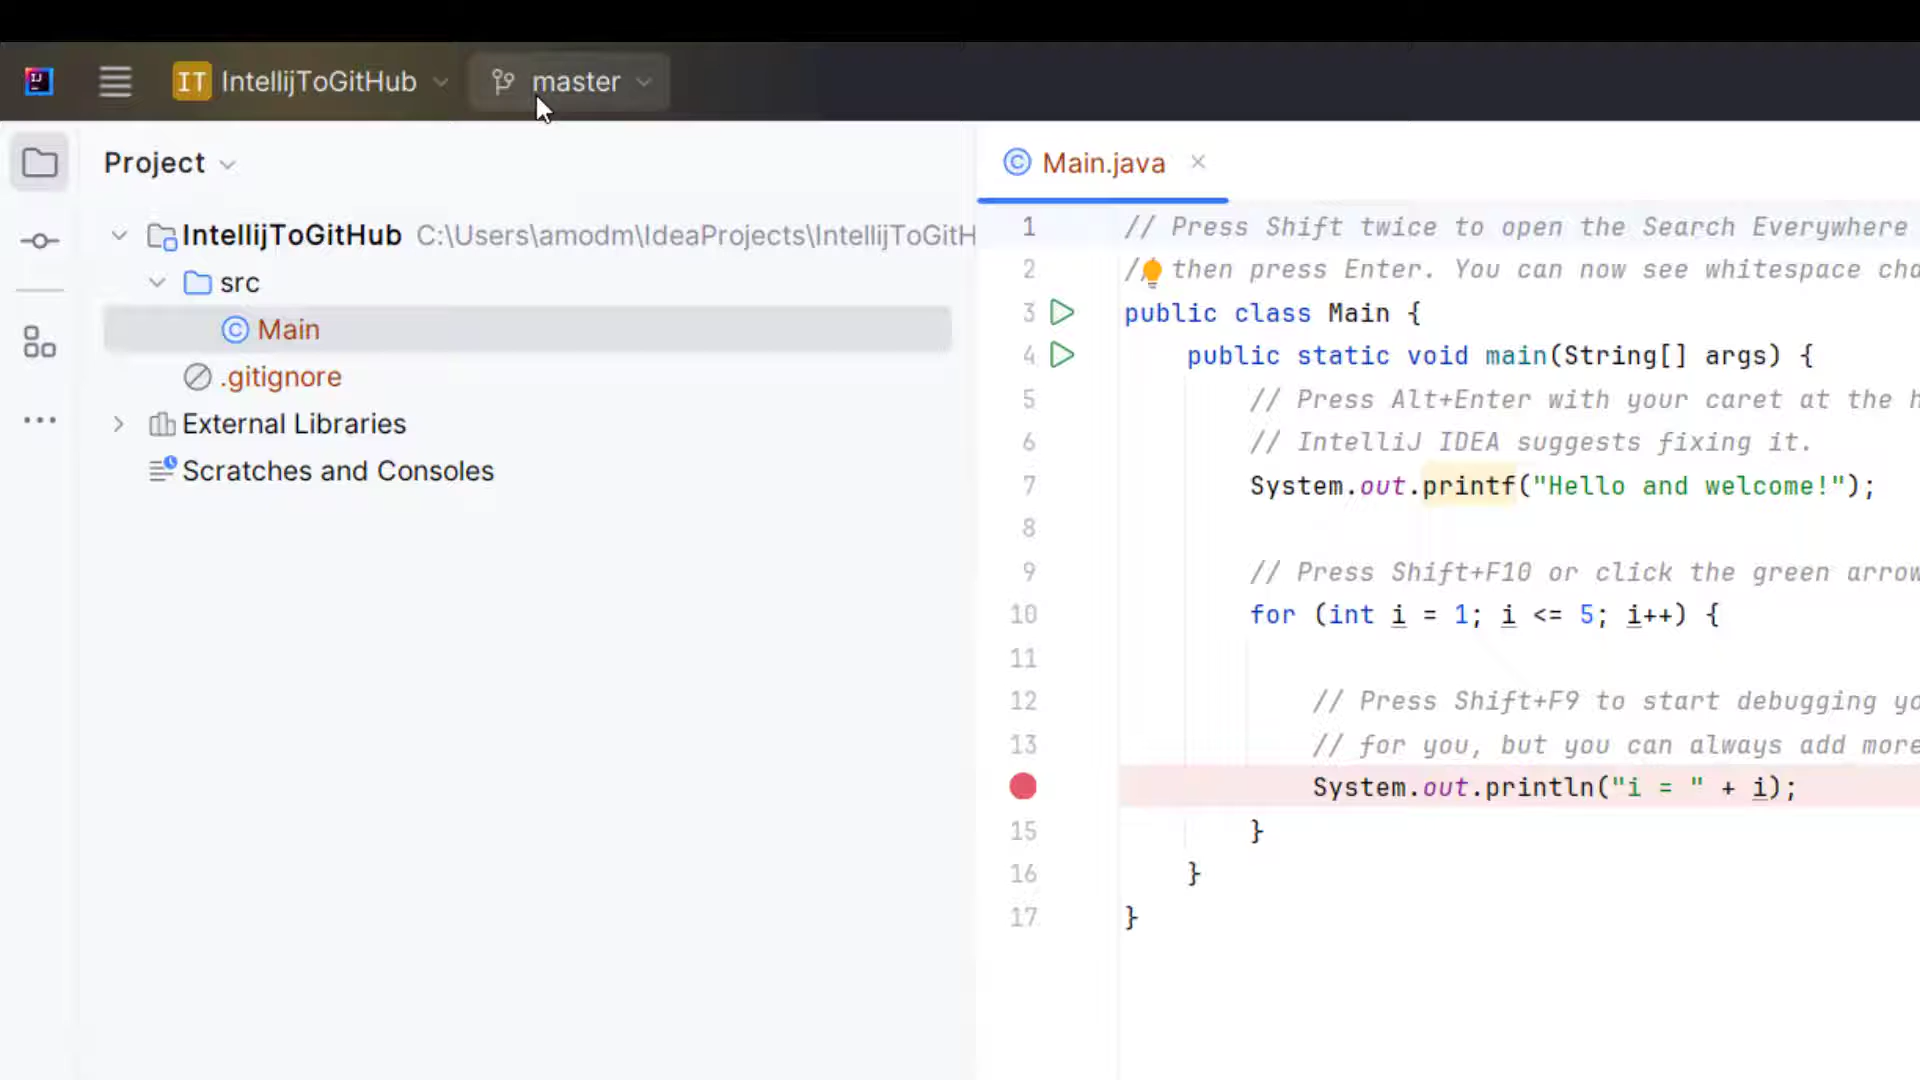 IJ
IT IntellijToGitHub master
Project
IntellijToGitHub C:\Users\amodm\IdeaProjects\IntellijToGitH
src
Main
.gitignore
External Libraries
Scratches and Consoles
Main.java
1 // Press Shift twice to open the Search Everywhere
2 // then press Enter. You can now see whitespace cha
3 public class Main {
4 public static void main(String[] args) {
5 // Press Alt+Enter with your caret at the h
6 // IntelliJ IDEA suggests fixing it.
7 System.out.printf("Hello and welcome!");
8
9 // Press Shift+F10 or click the green arrow
10 for (int i = 1; i <= 5; i++) {
11
12 // Press Shift+F9 to start debugging yo
13 // for you, but you can always add more
System.out.println("i = " + i);
15 }
16 }
17 }